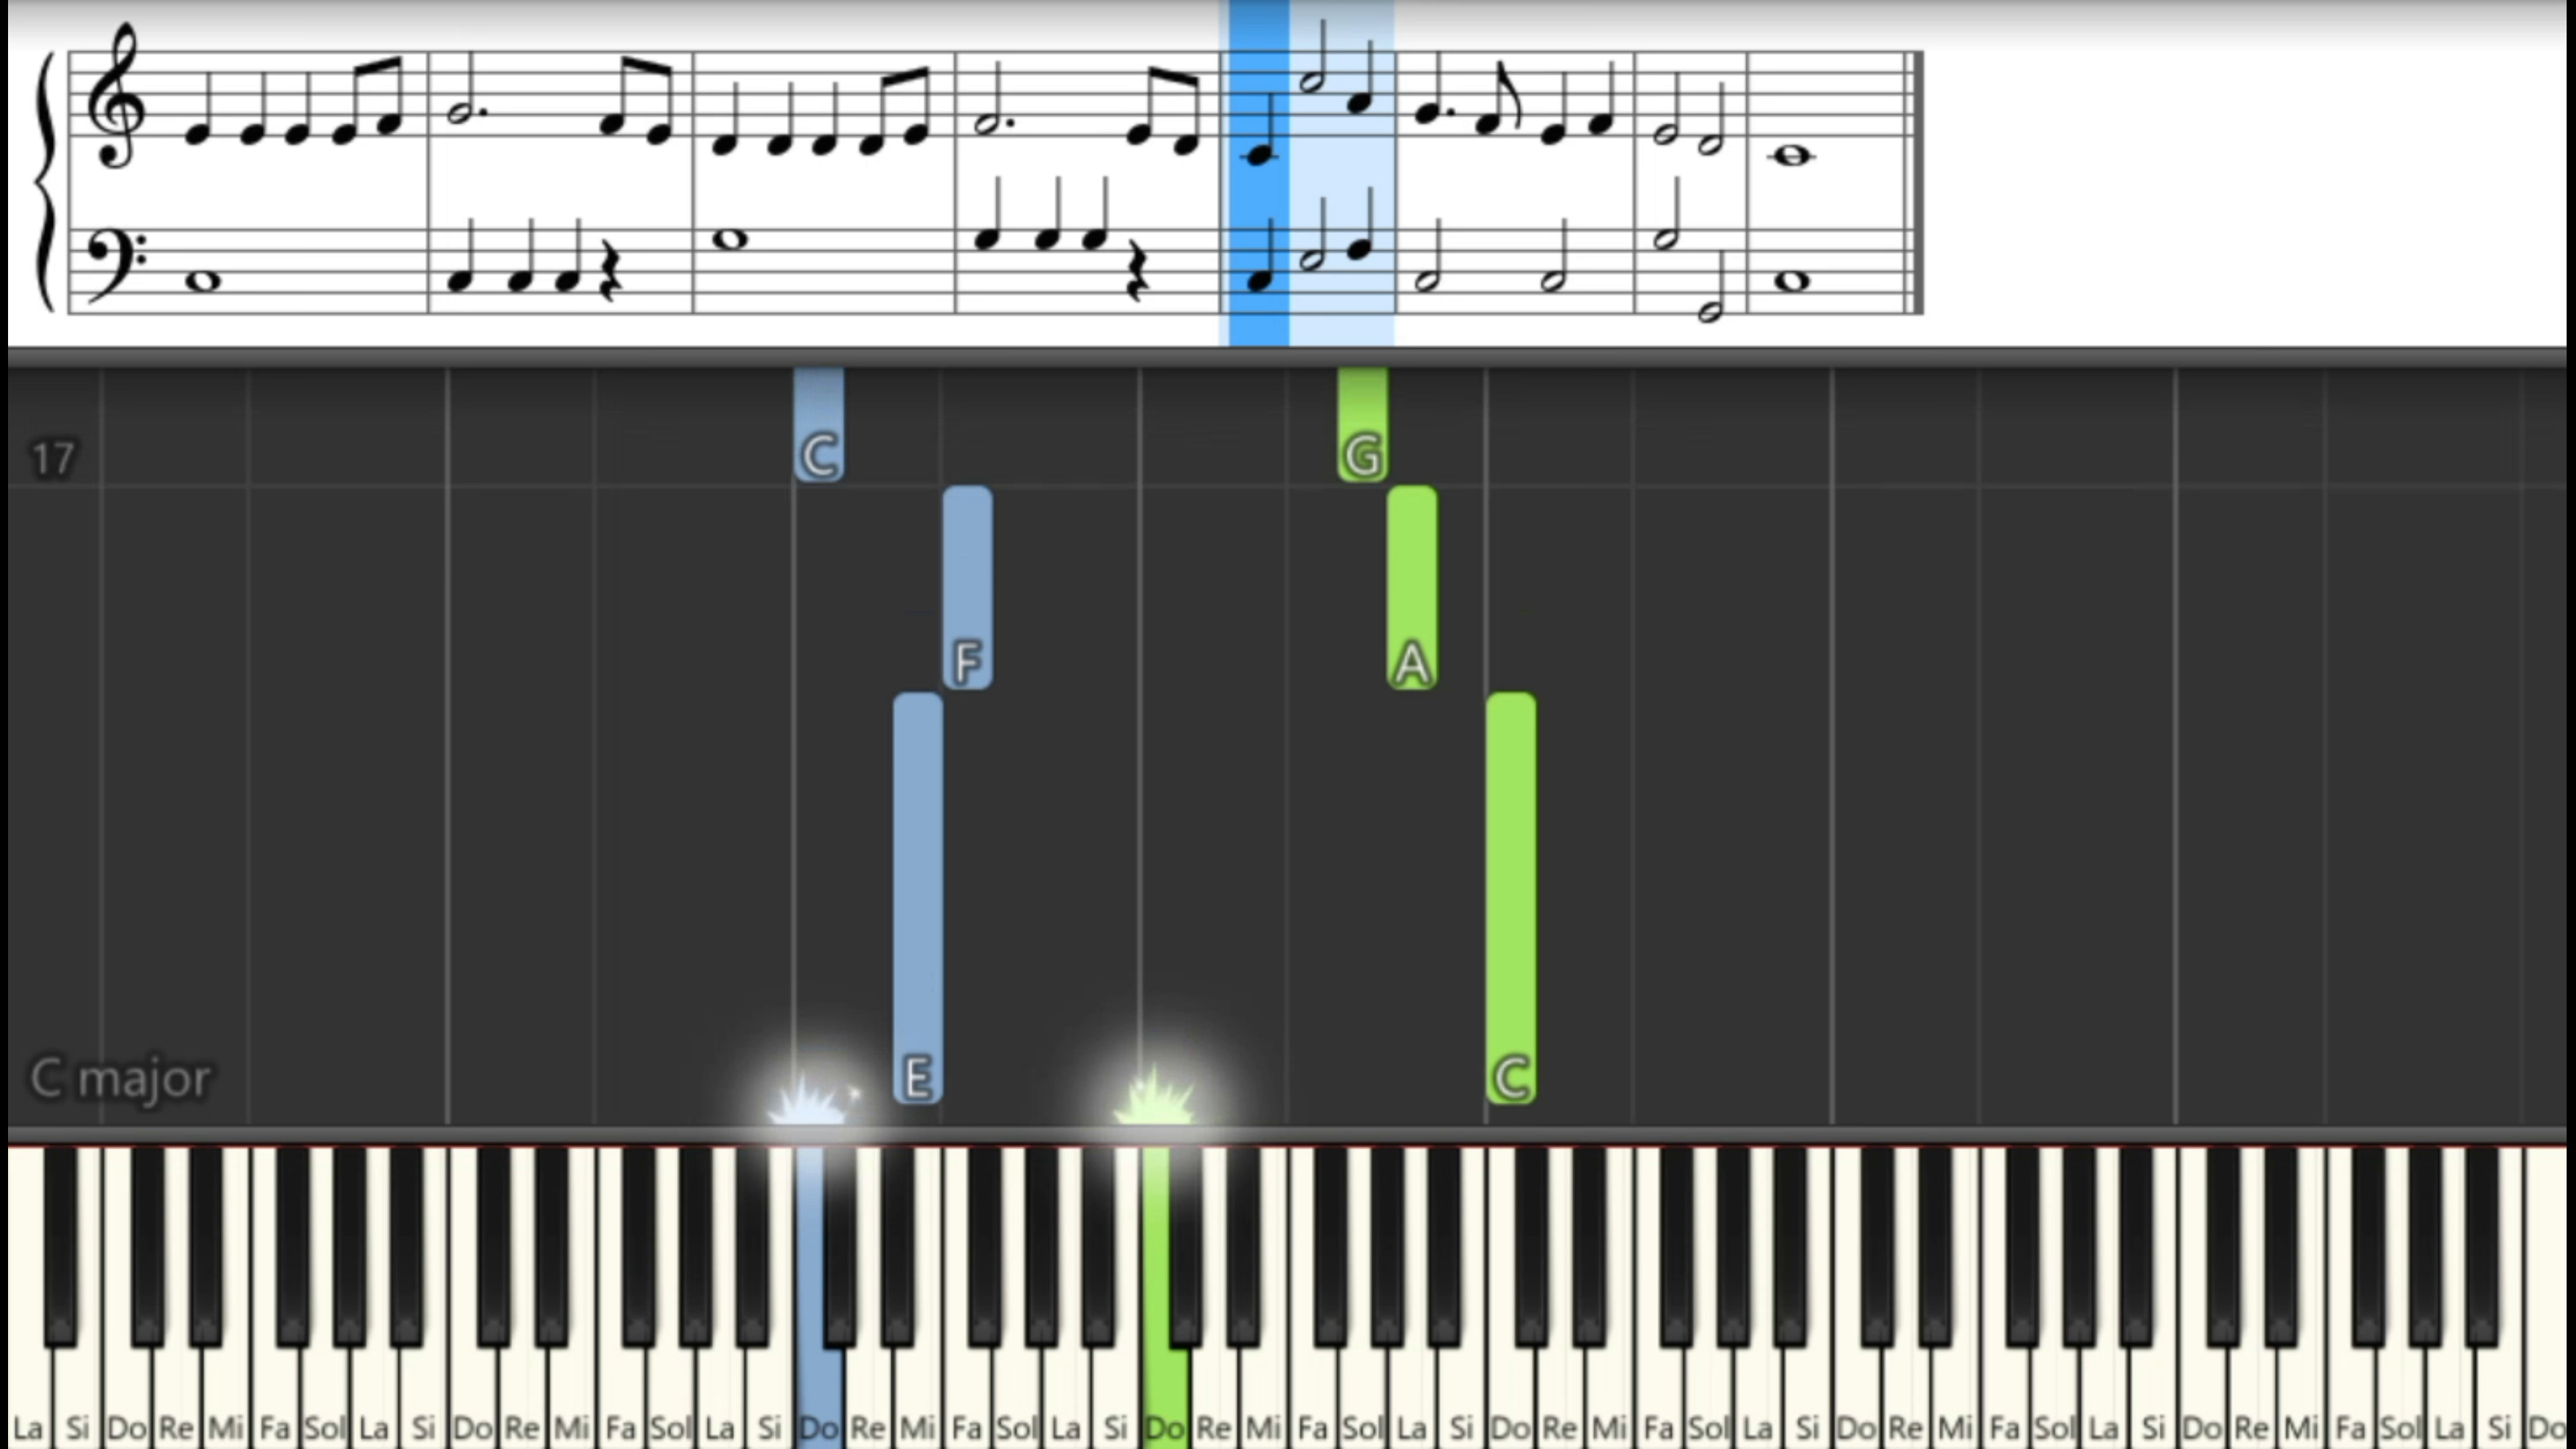 C G
17
F A
C major E C
La Si Do Re Mi Fa Sol La Si Do Re Mi Fa Sol La Si Do Re Mi Fa Sol La Si Do Re Mi Fa Sol La Si Do Re Mi Fa Sol La Si Do Re Mi Fa Sol La Si Do Re Mi Fa Sol La Si Do